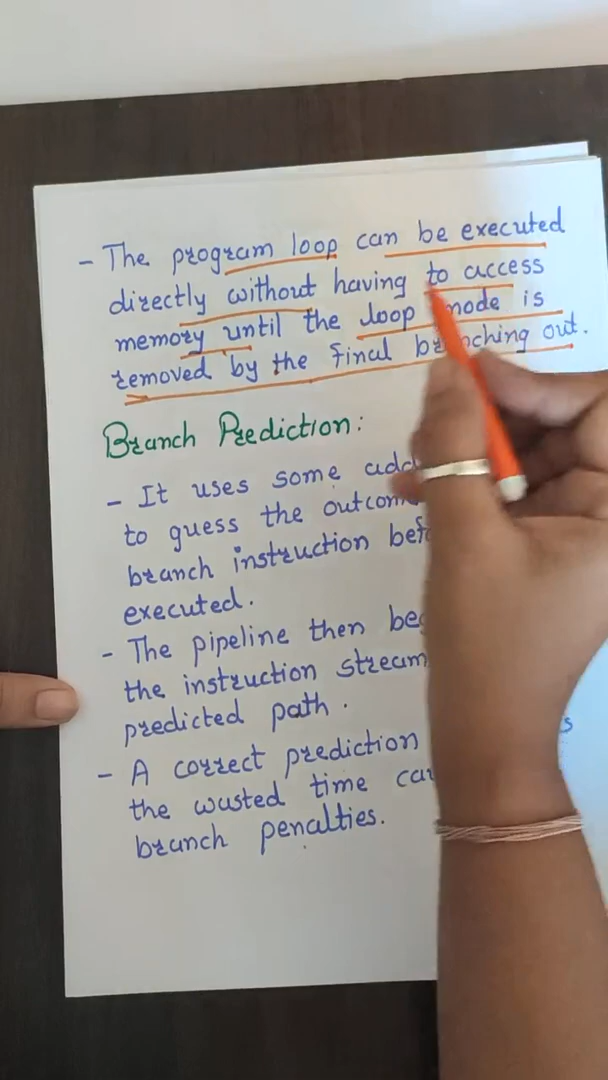 - The program loop can be executed
directly without having to access
memory until the loop mode is
removed by the final branching out.
Branch Prediction:
- It uses some
to guess the
branch instruction
executed.
- The pipeline then
the instruction stream
predicted path.
- A correct prediction
the wasted time
branch penalties.